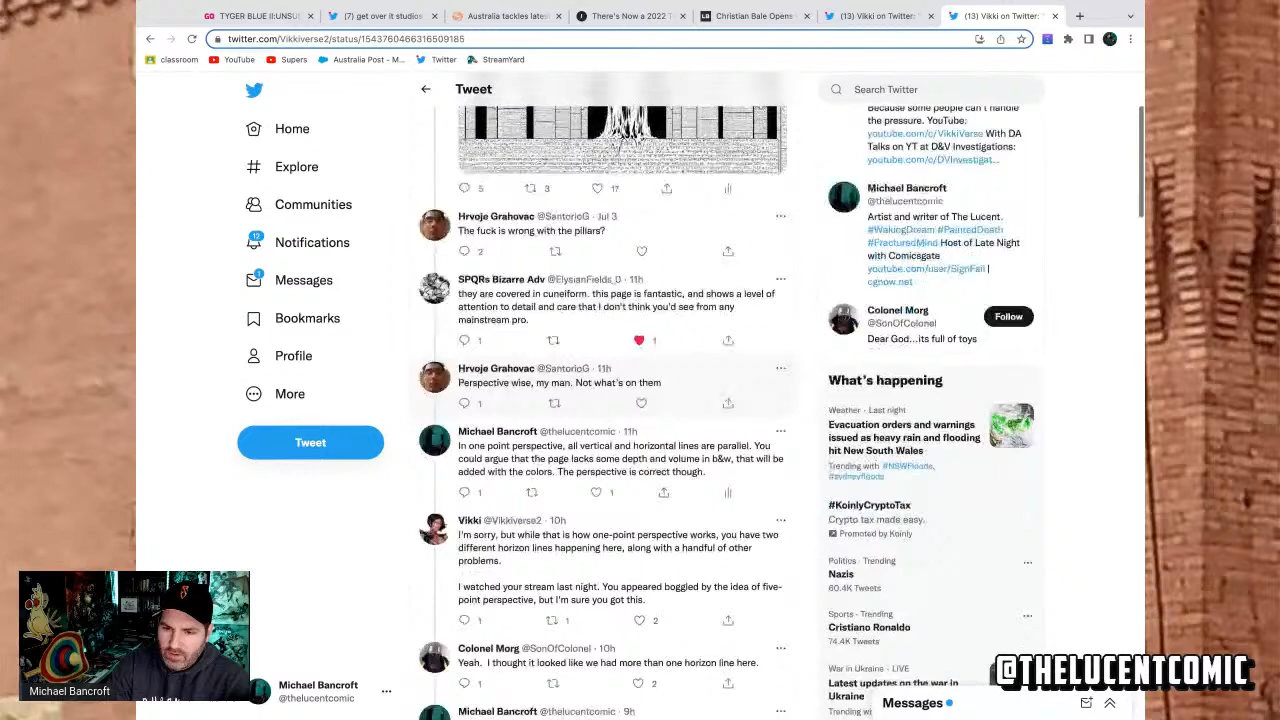 TYGER BLUE II:UNSU
(7) get over it studios
Australia tackles lates
There's Now a 2022 T
Christian Bale Opens
(13) Vikki on Twitter: "
(13) Vikki on Twitter: "
twitter.com/Vikkiverse2/status/1543760466316509185
classroom
YouTube
Supers
Australia Post - M...
Twitter
StreamYard
Home
Explore
Communities
12
Notifications
1
Messages
Bookmarks
Profile
More
Tweet
Michael Bancroft
@thelucentcomic
Tweet
5
3
17
Hrvoje Grahovac @SantorioG · Jul 3
The fuck is wrong with the pillars?
2
SPQRs Bizarre Adv @ElysianFields_0 · 11h
they are covered in cuneiform. this page is fantastic, and shows a level of
attention to detail and care that I don't think you'd see from any
mainstream pro.
1
1
Hrvoje Grahovac @SantorioG · 11h
Perspective wise, my man. Not what's on them
1
Michael Bancroft @thelucentcomic · 11h
In one point perspective, all vertical and horizontal lines are parallel. You
could argue that the page lacks some depth and volume in b&w, that will be
added with the colors. The perspective is correct though.
1
1
Vikki @Vikkiverse2 · 10h
I'm sorry, but while that is how one-point perspective works, you have two
different horizon lines happening here, along with a handful of other
problems.
I watched your stream last night. You appeared boggled by the idea of five-
point perspective, but I'm sure you got this.
1
1
2
Colonel Morg @SonOfColonel · 10h
Yeah. I thought it looked like we had more than one horizon line here.
1
2
Michael Bancroft @thelucentcomic · 9h
Search Twitter
Because some people can't handle
the pressure. YouTube:
youtube.com/c/VikkiVerse With DA
Talks on YT at D&V Investigations:
youtube.com/c/DVInvestigat...
Michael Bancroft
@thelucentcomic
Artist and writer of The Lucent.
#WakingDream #PaintedDeath
#FracturedMind Host of Late Night
with Comicsgate
youtube.com/user/SignFail |
cgnow.net
Colonel Morg
@SonOfColonel
Follow
Dear God...its full of toys
What's happening
Weather · Last night
Evacuation orders and warnings
issued as heavy rain and flooding
hit New South Wales
Trending with #NSWFloods,
#sydneyfloods
#KoinlyCryptoTax
Crypto tax made easy.
Promoted by Koinly
Politics · Trending
Nazis
60.4K Tweets
Sports · Trending
Cristiano Ronaldo
74.4K Tweets
War in Ukraine · LIVE
Latest updates on the war in
Ukraine
Messages
Michael Bancroft
@THELUCENTCOMIC